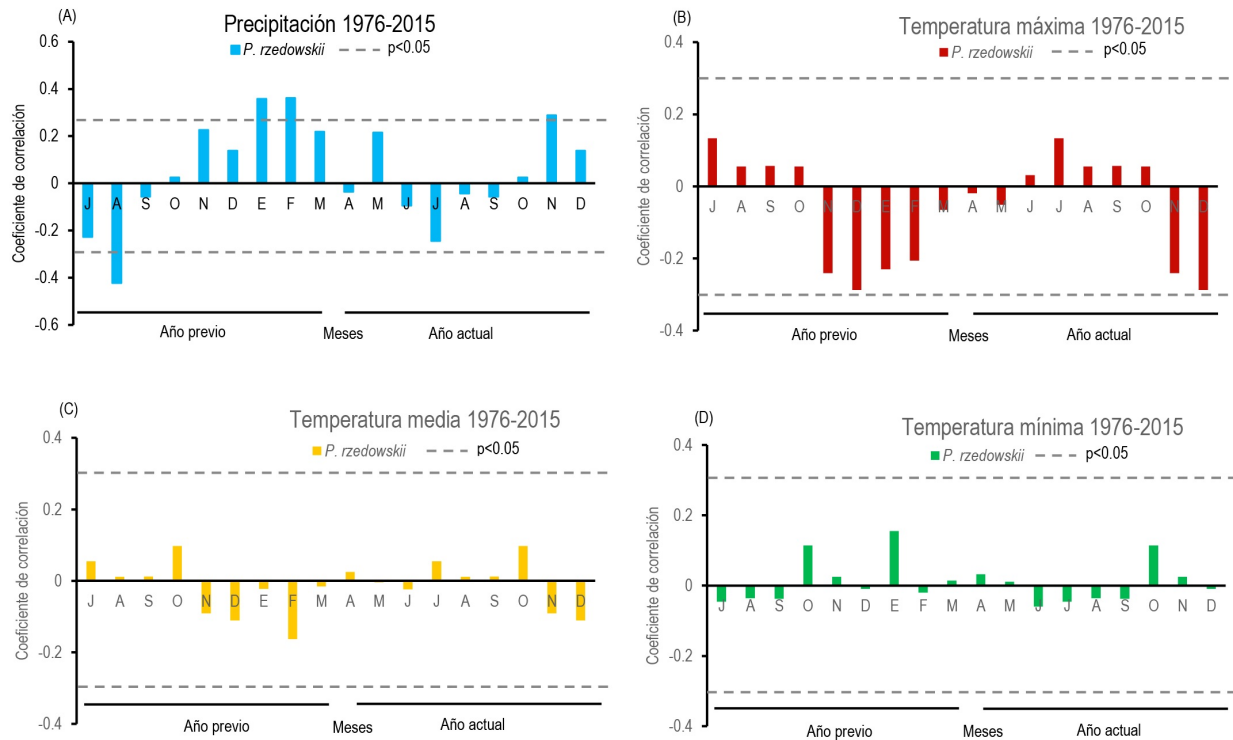 (A)
Precipitación 1976-2015
P. rzedowskii p<0.05
0.6
0.4
0.2
0
-0.2
-0.4
-0.6
Coeficiente de correlación
J A S O N D E F M A M J J A S O N D
Año previo Meses Año actual
(B)
Temperatura máxima 1976-2015
P. rzedowskii p<0.05
0.4
0.2
0
-0.2
-0.4
Coeficiente de correlación
J A S O N D E F M A M J J A S O N D
Año previo Meses Año actual
(C)
Temperatura media 1976-2015
P. rzedowskii p<0.05
0.4
0.2
0
-0.2
-0.4
Coeficiente de correlación
J A S O N D E F M A M J J A S O N D
Año previo Meses Año actual
(D)
Temperatura mínima 1976-2015
P. rzedowskii p<0.05
0.4
0.2
0
-0.2
-0.4
Coeficiente de correlación
J A S O N D E F M A M J J A S O N D
Año previo Meses Año actual